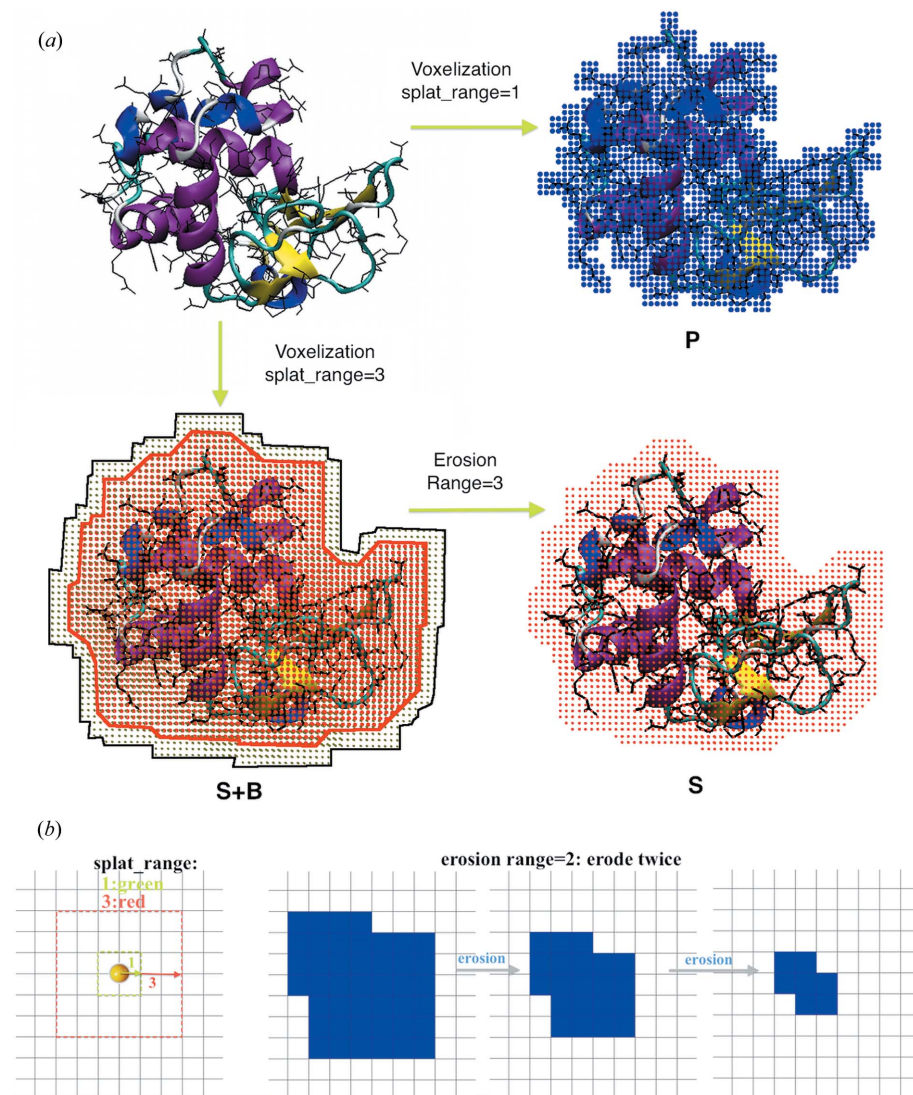 (a)
Voxelization
splat_range=1
P
Voxelization
splat_range=3
Erosion
Range=3
S+B
S
(b)
splat_range:
1:green
3:red
1
3
erosion range=2: erode twice
erosion
erosion